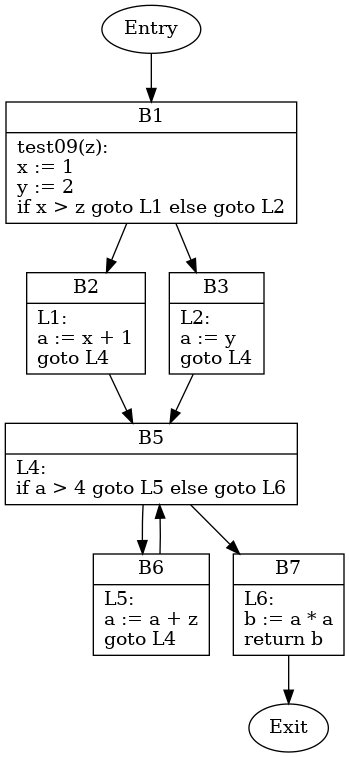 Entry
B1
test09(z):
x := 1
y := 2
if x > z goto L1 else goto L2
B2
L1:
a := x + 1
goto L4
B3
L2:
a := y
goto L4
B5
L4:
if a > 4 goto L5 else goto L6
B6
L5:
a := a + z
goto L4
B7
L6:
b := a * a
return b
Exit